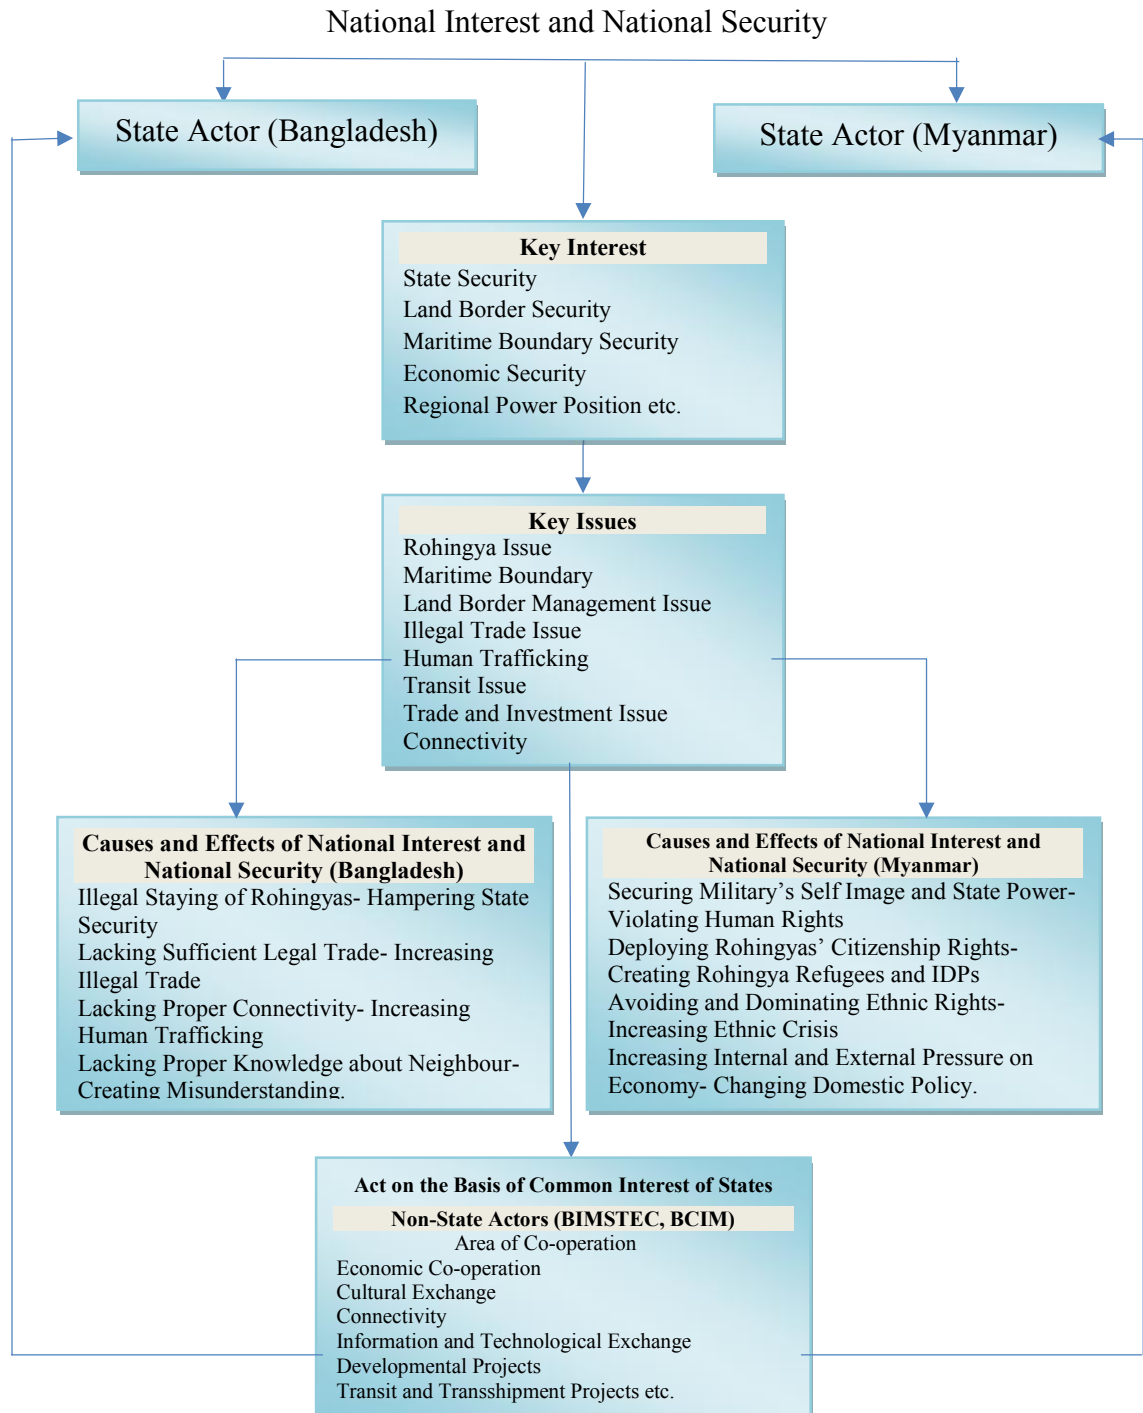 National Interest and National Security
State Actor (Bangladesh)
State Actor (Myanmar)
Key Interest
State Security
Land Border Security
Maritime Boundary Security
Economic Security
Regional Power Position etc.
Key Issues
Rohingya Issue
Maritime Boundary
Land Border Management Issue
Illegal Trade Issue
Human Trafficking
Transit Issue
Trade and Investment Issue
Connectivity
Causes and Effects of National Interest and
National Security (Bangladesh)
Illegal Staying of Rohingyas- Hampering State
Security
Lacking Sufficient Legal Trade- Increasing
Illegal Trade
Lacking Proper Connectivity- Increasing
Human Trafficking
Lacking Proper Knowledge about Neighbour-
Creating Misunderstanding.
Causes and Effects of National Interest and
National Security (Myanmar)
Securing Military’s Self Image and State Power-
Violating Human Rights
Deploying Rohingyas’ Citizenship Rights-
Creating Rohingya Refugees and IDPs
Avoiding and Dominating Ethnic Rights-
Increasing Ethnic Crisis
Increasing Internal and External Pressure on
Economy- Changing Domestic Policy.
Act on the Basis of Common Interest of States
Non-State Actors (BIMSTEC, BCIM)
Area of Co-operation
Economic Co-operation
Cultural Exchange
Connectivity
Information and Technological Exchange
Developmental Projects
Transit and Transshipment Projects etc.